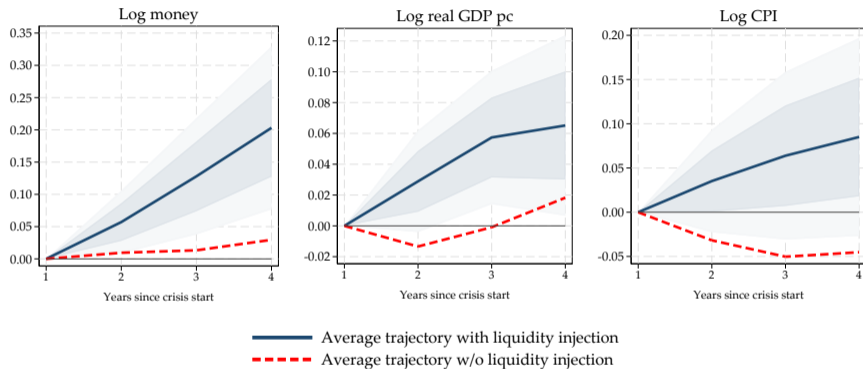 Log money
0.35
0.30
0.25
0.20
0.15
0.10
0.05
0.00
1 2 3 4
Years since crisis start
Log real GDP pc
0.12
0.10
0.08
0.06
0.04
0.02
0.00
-0.02
1 2 3 4
Years since crisis start
Log CPI
0.20
0.15
0.10
0.05
0.00
-0.05
1 2 3 4
Years since crisis start
Average trajectory with liquidity injection
Average trajectory w/o liquidity injection